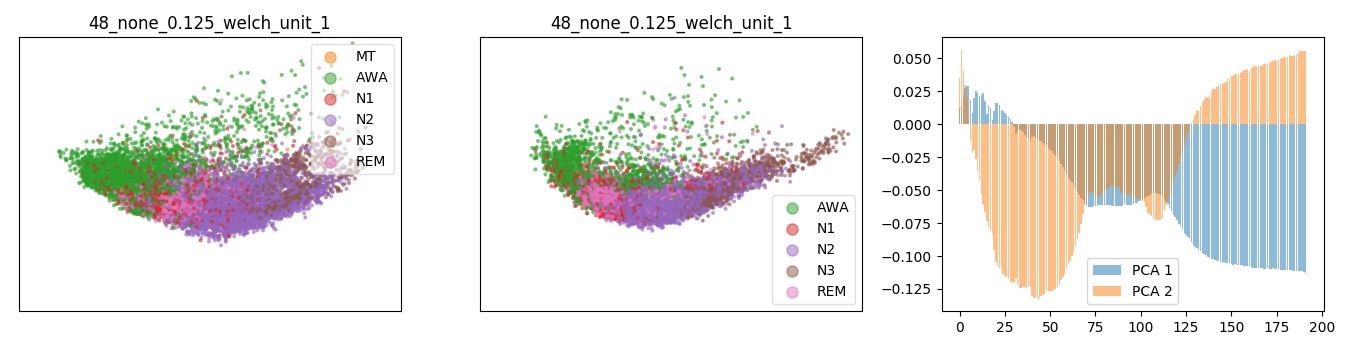 48_none_0.125_welch_unit_1
MT
AWA
N1
N2
N3
REM
48_none_0.125_welch_unit_1
AWA
N1
N2
N3
REM
0.050
0.025
0.000
−0.025
−0.050
−0.075
−0.100
−0.125
PCA 1
PCA 2
0 25 50 75 100 125 150 175 200